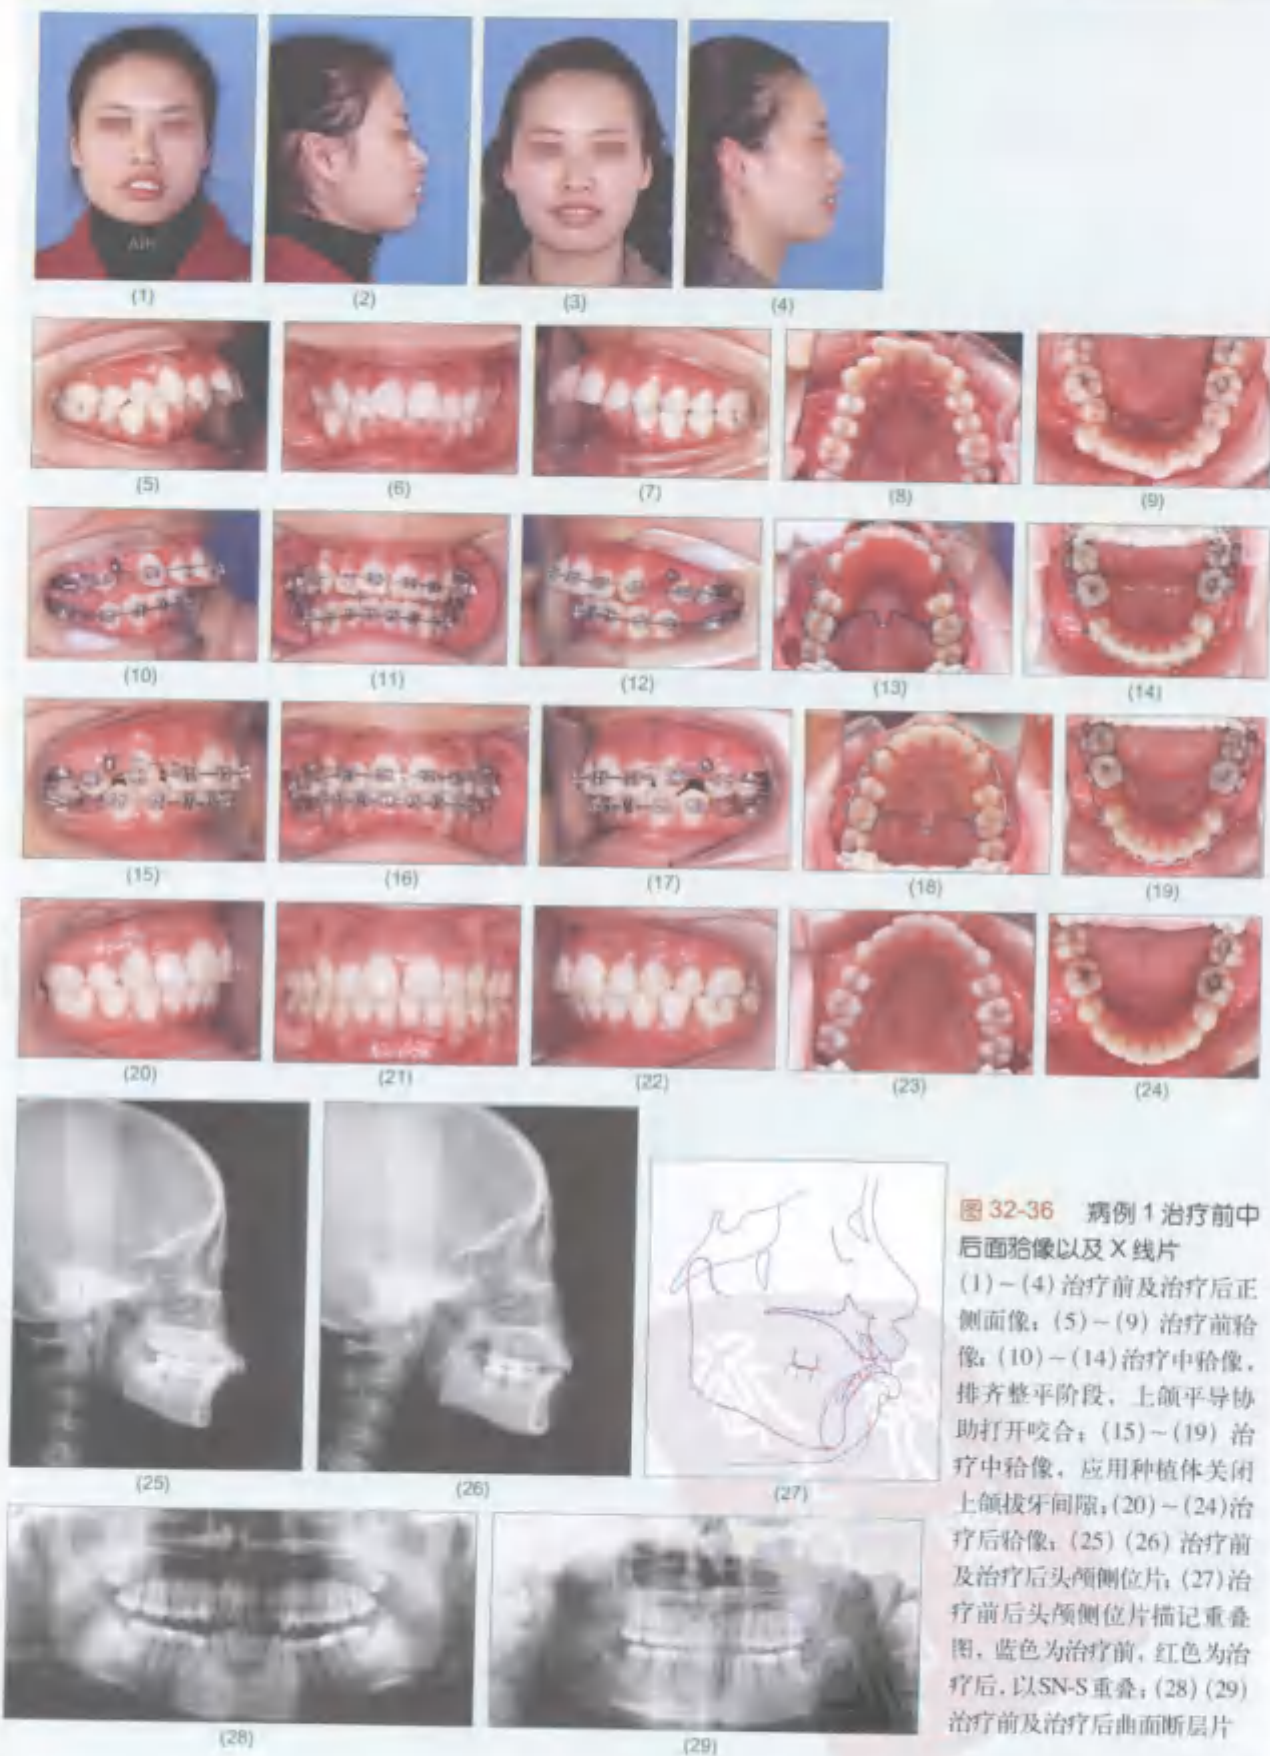 (1)
(2)
(3)
(4)
(5)
(6)
(7)
(8)
(9)
(10)
(11)
(12)
(13)
(14)
(15)
(16)
(17)
(18)
(19)
(20)
(21)
(22)
(23)
(24)
(25)
(26)
(27)
图 32-36 病例 1 治疗前中
后面𬌗像以及 X 线片
(1)~(4) 治疗前及治疗后正
侧面像；(5)~(9) 治疗前𬌗
像；(10)~(14)治疗中𬌗像，
排齐整平阶段，上颌平导协
助打开咬合；(15)~(19) 治
疗中𬌗像，应用种植体关闭
上颌拔牙间隙；(20)~(24)治
疗后𬌗像；(25) (26) 治疗前
及治疗后头颅侧位片；(27)治
疗前后头颅侧位片描记重叠
图，蓝色为治疗前，红色为治
疗后，以SN-S重叠；(28) (29)
治疗前及治疗后曲面断层片
(28)
(29)